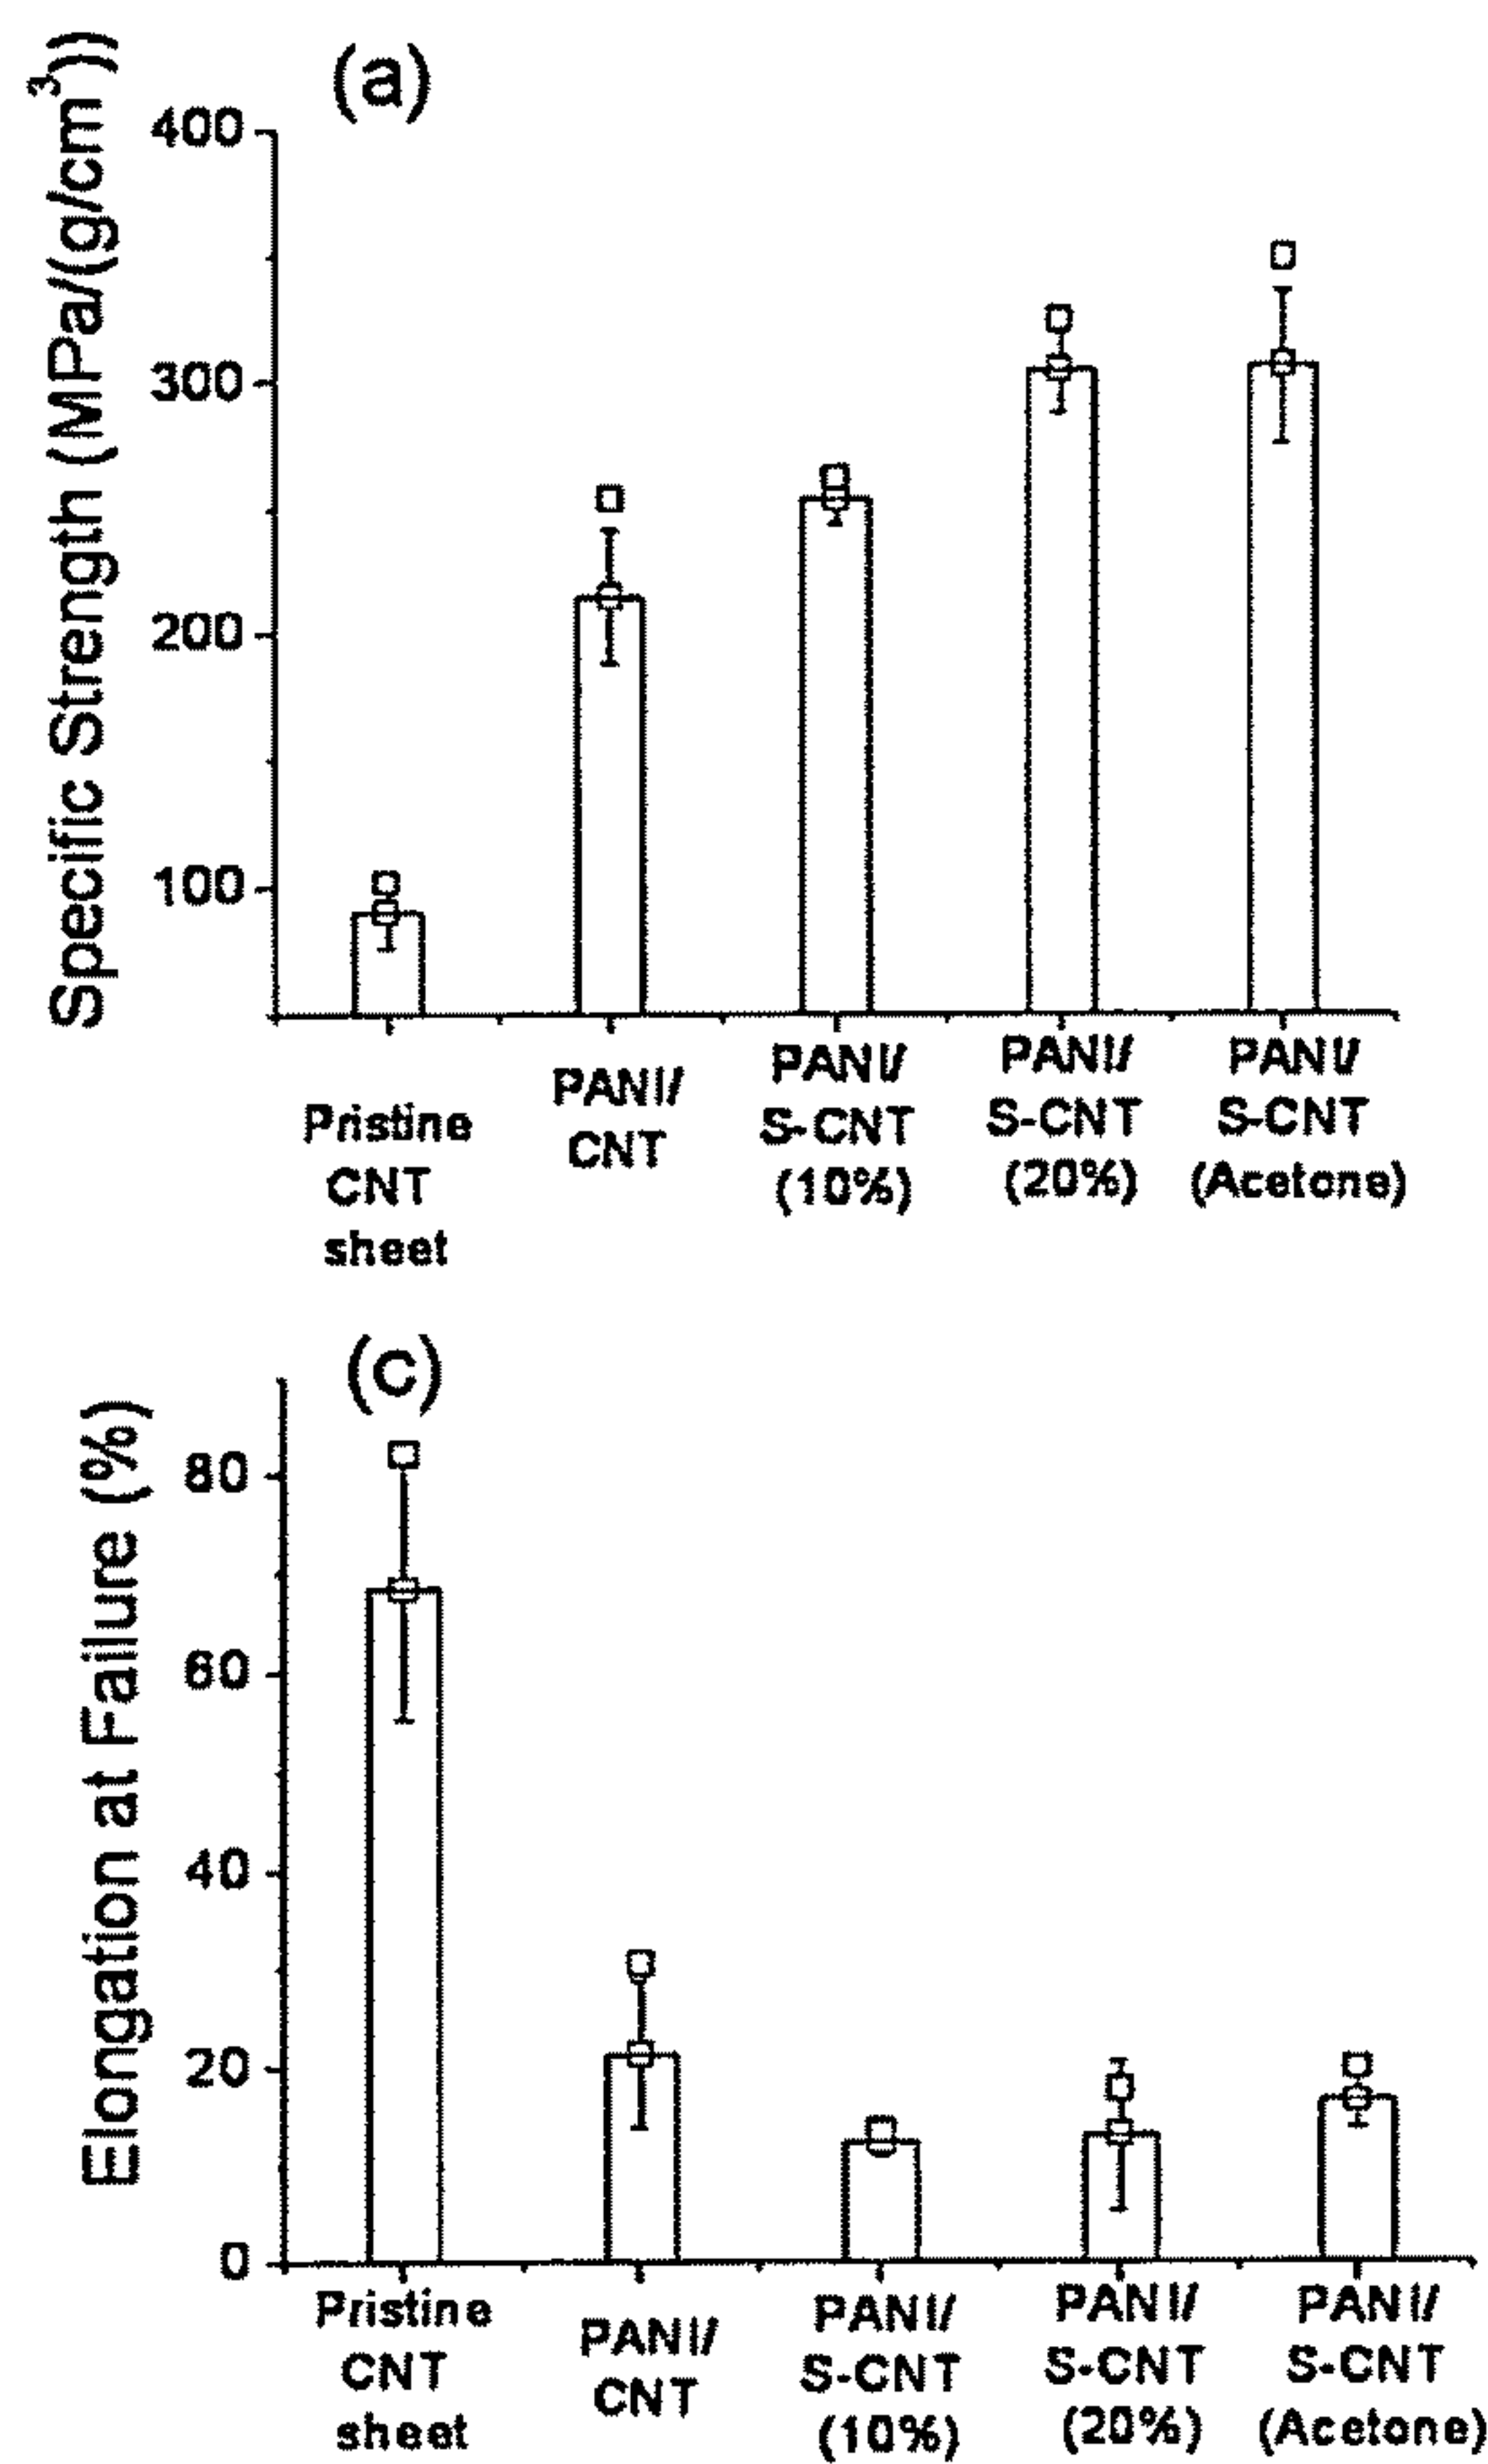 (a)
Specific Strength (MPa/(g/cm³))
400
300
200
100
Pristine
CNT
sheet
PANI/
CNT
PANI/
S-CNT
(10%)
PANI/
S-CNT
(20%)
PANI/
S-CNT
(Acetone)
(c)
Elongation at Failure (%)
80
60
40
20
0
Pristine
CNT
sheet
PANI/
CNT
PANI/
S-CNT
(10%)
PANI/
S-CNT
(20%)
PANI/
S-CNT
(Acetone)